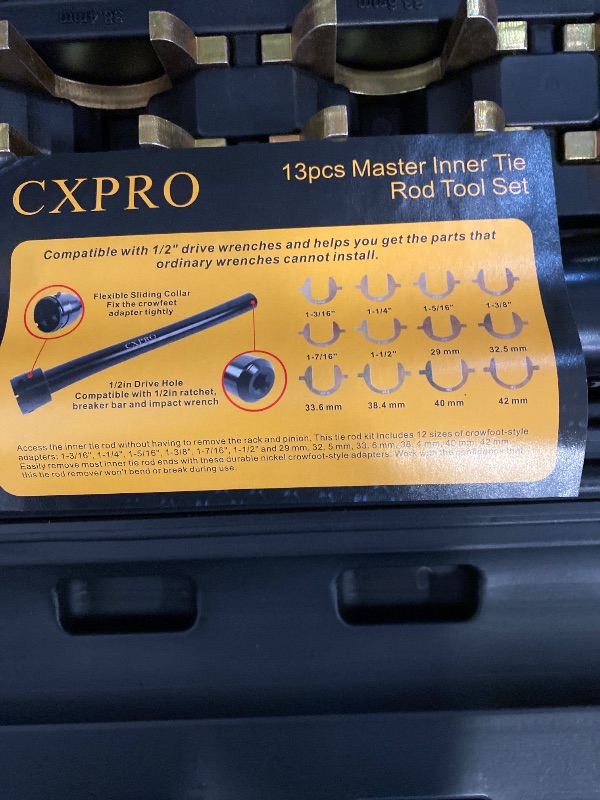 38.4mm
33.6mm
CXPRO
13pcs Master Inner Tie
Rod Tool Set
Compatible with 1/2" drive wrenches and helps you get the parts that
ordinary wrenches cannot install.
Flexible Sliding Collar
Fix the crowfeet
adapter tightly
CXPRO
1/2in Drive Hole
Compatible with 1/2in ratchet,
breaker bar and impact wrench
1-3/16" 1-1/4" 1-5/16" 1-3/8"
1-7/16" 1-1/2" 29 mm 32.5 mm
33.6 mm 38.4 mm 40 mm 42 mm
Access the inner tie rod without having to remove the rack and pinion. This tie rod kit Includes 12 sizes of crowfoot-style
adapters: 1-3/16", 1-1/4", 1-5/16", 1-3/8", 1-7/16", 1-1/2" and 29 mm, 32. 5 mm, 33. 6 mm, 38. 4 mm, 40 mm, 42 mm.
Easily remove most inner tie rod ends with these durable nickel crowfoot-style adapters. Work with the confidence that
this tie rod remover won't bend or break during use.